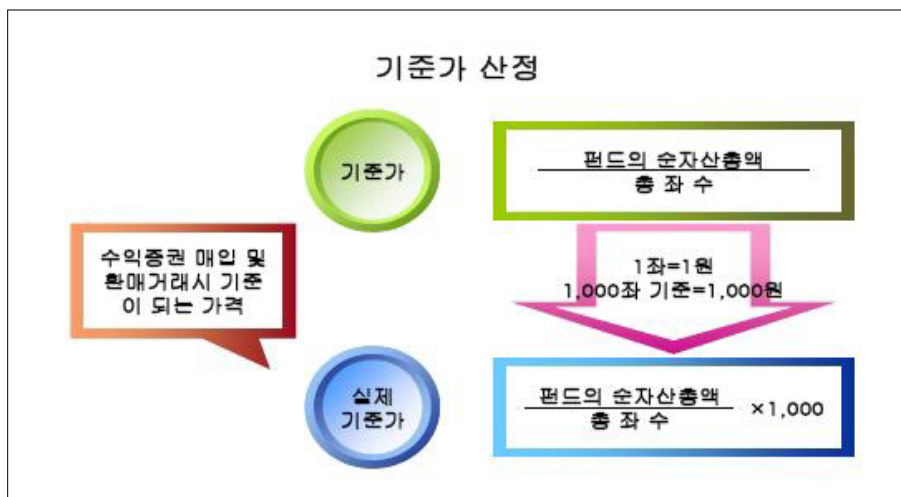 기준가 산정
기준가
펀드의 순자산총액
총 좌 수
수익증권 매입 및
환매거래시 기준
이 되는 가격
1좌=1원
1,000좌 기준=1,000원
실제
기준가
펀드의 순자산총액
총 좌 수
×1,000